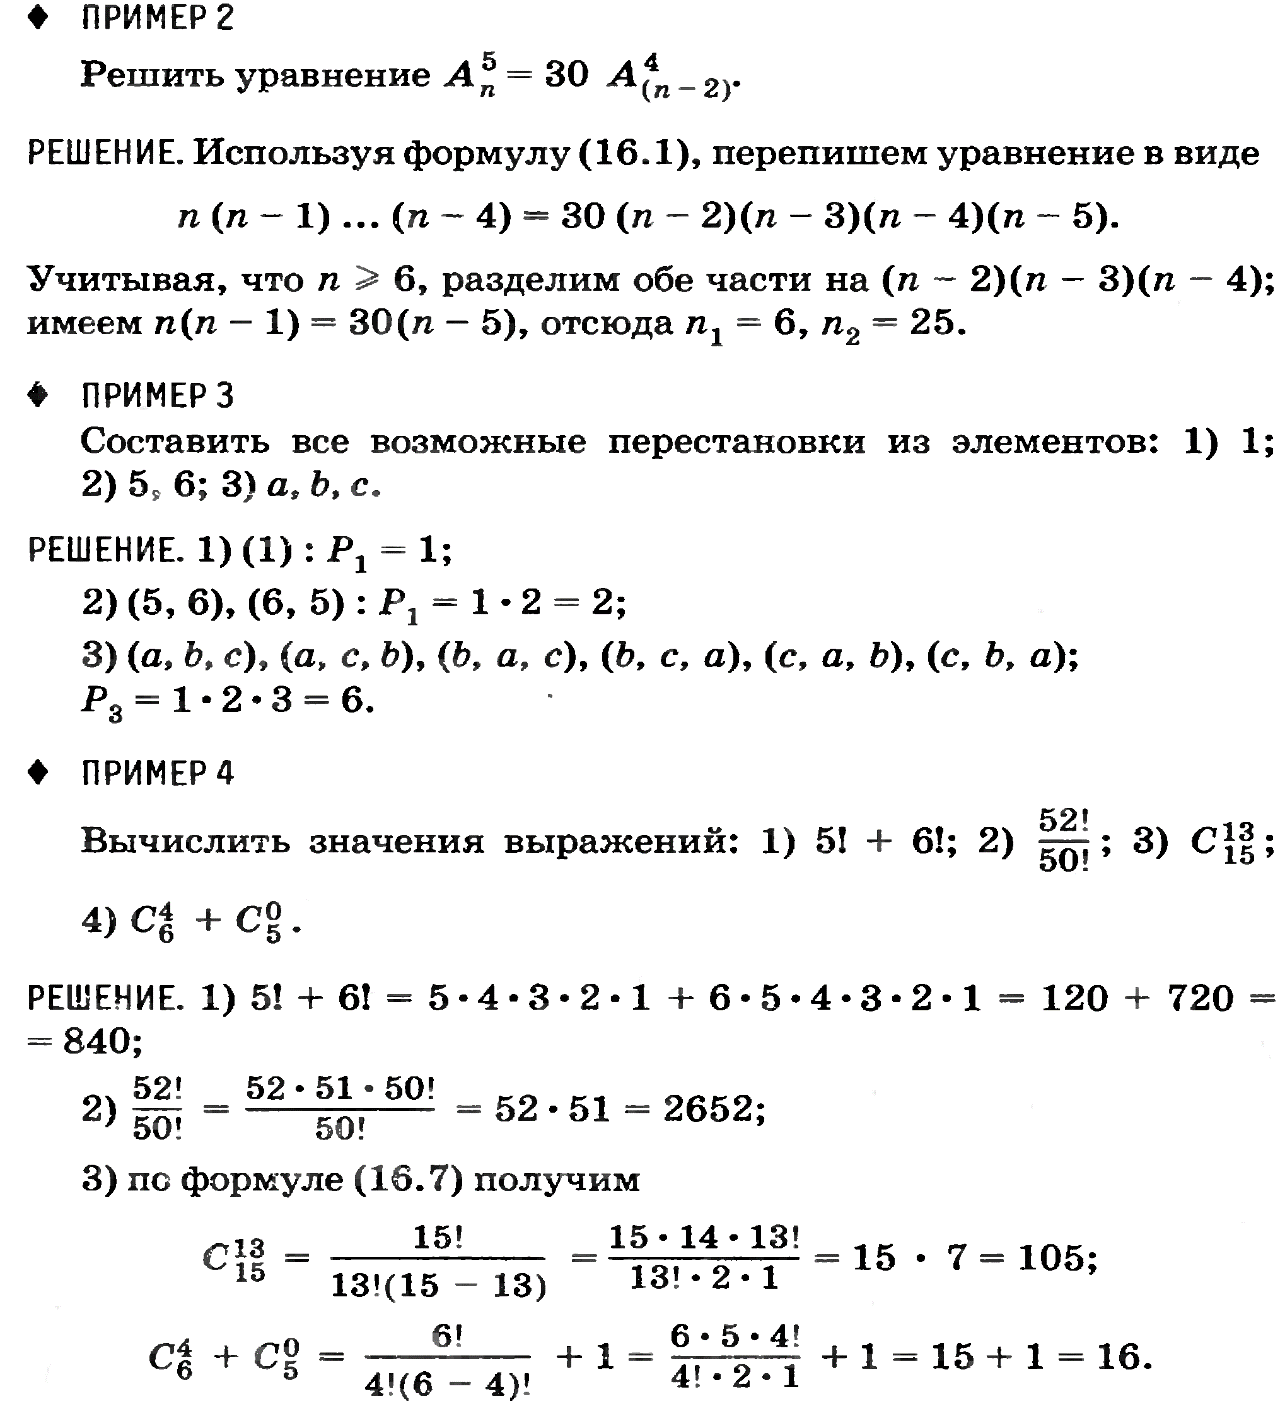 ♦ ПРИМЕР 2
Решить уравнение A_n^5 = 30 A_{(n – 2)}^4.
РЕШЕНИЕ. Используя формулу (16.1), перепишем уравнение в виде
n (n – 1) ... (n – 4) = 30 (n – 2)(n – 3)(n – 4)(n – 5).
Учитывая, что n ⩾ 6, разделим обе части на (n – 2)(n – 3)(n – 4);
имеем n(n – 1) = 30(n – 5), отсюда n_1 = 6, n_2 = 25.
♦ ПРИМЕР 3
Составить все возможные перестановки из элементов: 1) 1;
2) 5, 6; 3) a, b, c.
РЕШЕНИЕ. 1) (1) : P_1 = 1;
2) (5, 6), (6, 5) : P_1 = 1 · 2 = 2;
3) (a, b, c), (a, c, b), (b, a, c), (b, c, a), (c, a, b), (c, b, a);
P_3 = 1 · 2 · 3 = 6.
♦ ПРИМЕР 4
Вычислить значения выражений: 1) 5! + 6!; 2) 52!/50!; 3) C_{15}^{13};
4) C_6^4 + C_5^0.
РЕШЕНИЕ. 1) 5! + 6! = 5 · 4 · 3 · 2 · 1 + 6 · 5 · 4 · 3 · 2 · 1 = 120 + 720 =
= 840;
2) 52!/50! = (52 · 51 · 50!)/50! = 52 · 51 = 2652;
3) по формуле (16.7) получим
C_{15}^{13} = 15!/(13!(15 – 13)) = (15 · 14 · 13!)/(13! · 2 · 1) = 15 · 7 = 105;
C_6^4 + C_5^0 = 6!/(4!(6 – 4)!) + 1 = (6 · 5 · 4!)/(4! · 2 · 1) + 1 = 15 + 1 = 16.